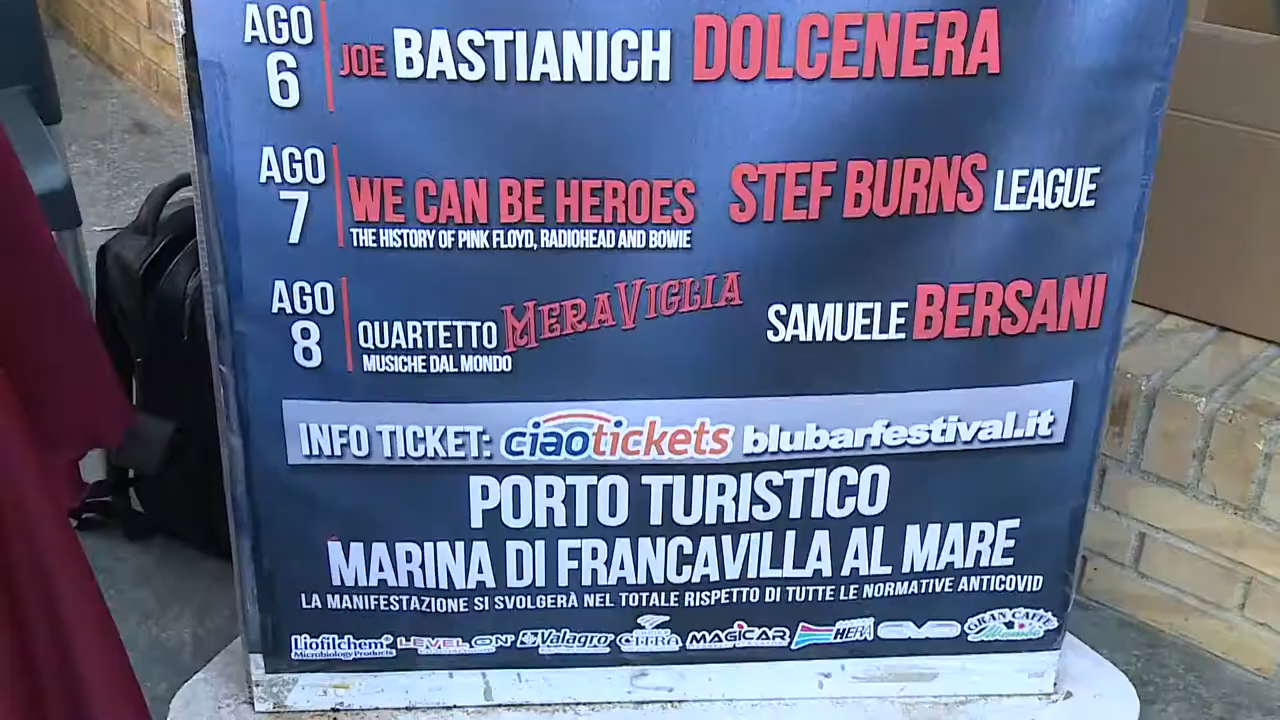 AGO 6 JOE BASTIANICH DOLCENERA
AGO 7 WE CAN BE HEROES STEF BURNS LEAGUE
THE HISTORY OF PINK FLOYD, RADIOHEAD AND BOWIE
AGO 8 QUARTETTO MERAVIGLIA SAMUELE BERSANI
MUSICHE DAL MONDO
INFO TICKET: ciaotickets blubarfestival.it
PORTO TURISTICO
MARINA DI FRANCAVILLA AL MARE
LA MANIFESTAZIONE SI SVOLGERÀ NEL TOTALE RISPETTO DI TUTTE LE NORMATIVE ANTICOVID
Liofilchem® LEVEL ON Valagro CITRA MAGICAR HERA GRAN CAFFÈ
Microbiology Products